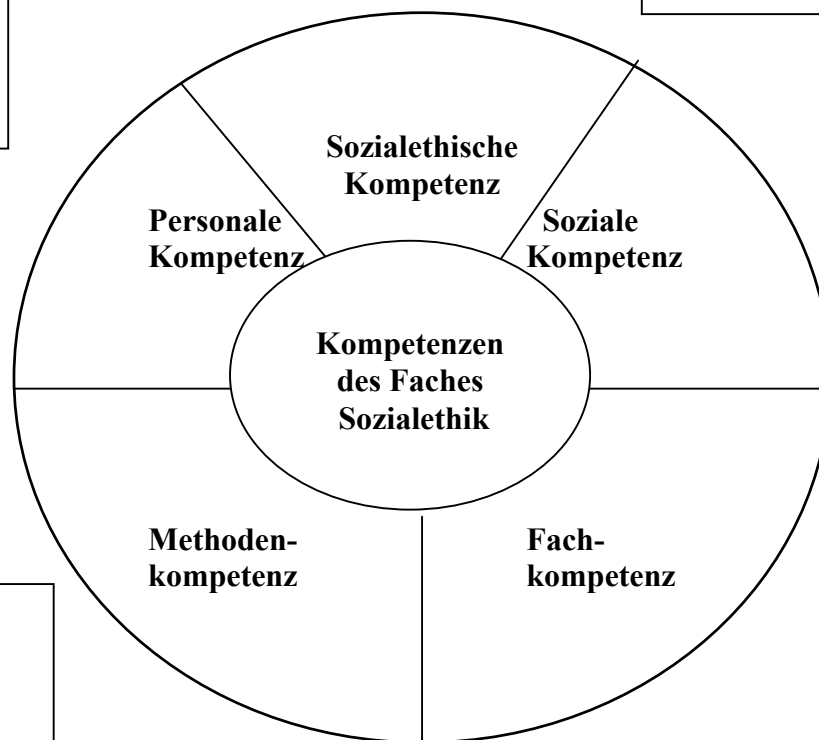 Sozialethische
Kompetenz
Personale
Kompetenz
Soziale
Kompetenz
Kompetenzen
des Faches
Sozialethik
Methoden-
kompetenz
Fach-
kompetenz